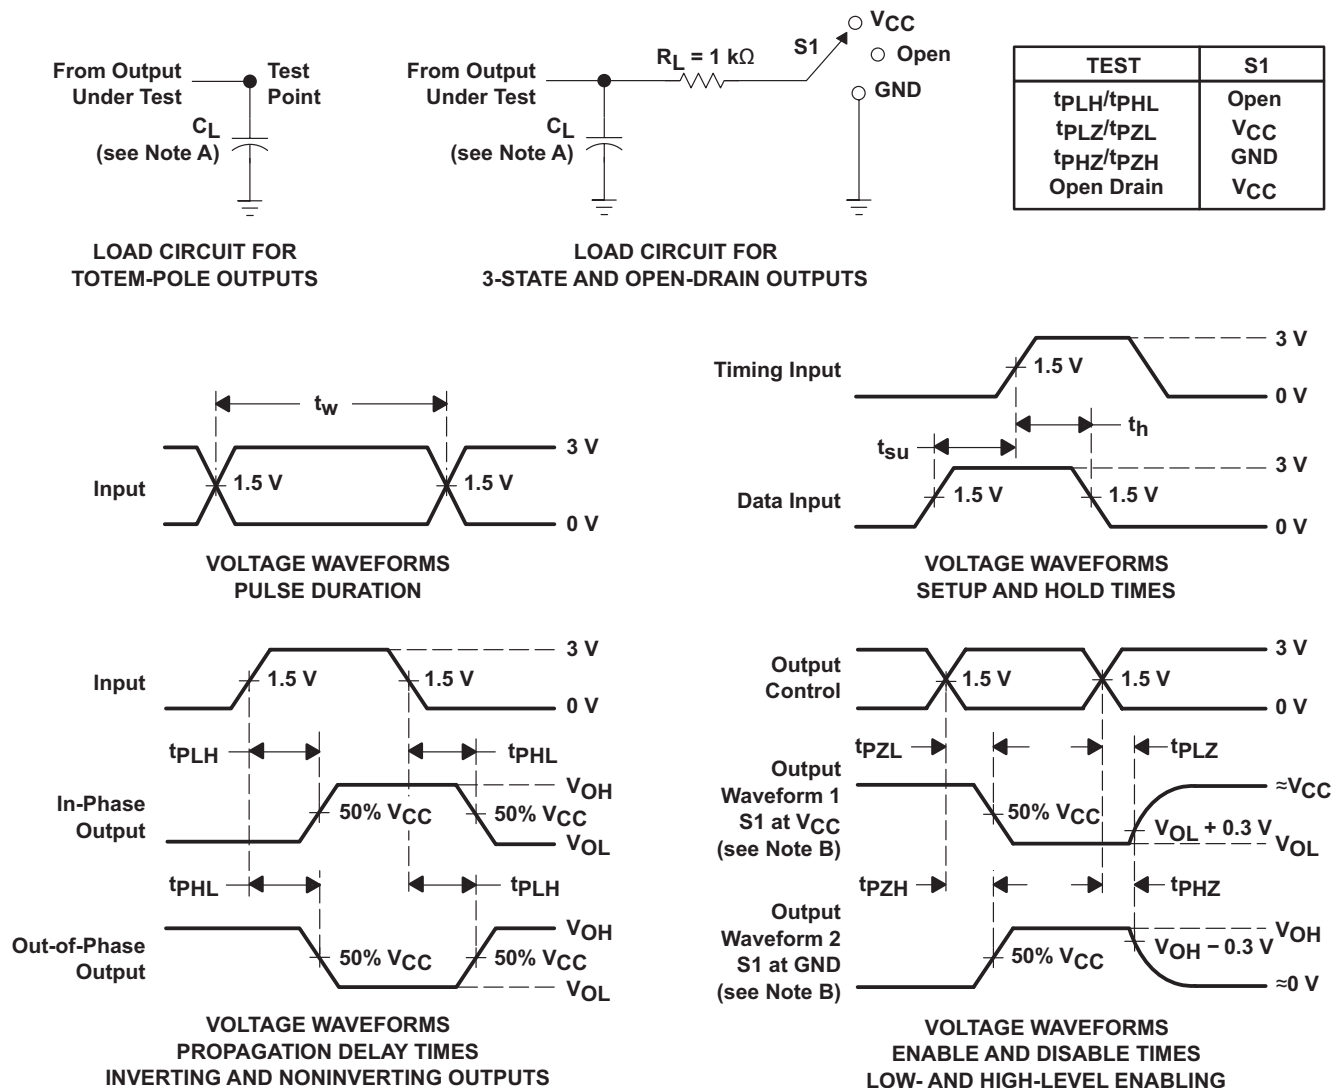 From Output
Under Test
Test
Point
CL
(see Note A)
LOAD CIRCUIT FOR
TOTEM-POLE OUTPUTS
From Output
Under Test
CL
(see Note A)
RL = 1 kΩ
S1
VCC
Open
GND
LOAD CIRCUIT FOR
3-STATE AND OPEN-DRAIN OUTPUTS
TEST S1
tPLH/tPHL Open
tPLZ/tPZL VCC
tPHZ/tPZH GND
Open Drain VCC
tw
Input
1.5 V
1.5 V
3 V
0 V
VOLTAGE WAVEFORMS
PULSE DURATION
Timing Input
1.5 V
3 V
0 V
tsu
th
Data Input
1.5 V
1.5 V
3 V
0 V
VOLTAGE WAVEFORMS
SETUP AND HOLD TIMES
Input
1.5 V
1.5 V
3 V
0 V
tPLH
tPHL
In-Phase
Output
50% VCC
50% VCC
VOH
VOL
tPHL
tPLH
Out-of-Phase
Output
50% VCC
50% VCC
VOH
VOL
VOLTAGE WAVEFORMS
PROPAGATION DELAY TIMES
INVERTING AND NONINVERTING OUTPUTS
Output
Control
1.5 V
1.5 V
3 V
0 V
tPZL
tPLZ
Output
Waveform 1
S1 at VCC
(see Note B)
50% VCC
VOL + 0.3 V
≈VCC
VOL
tPZH
tPHZ
Output
Waveform 2
S1 at GND
(see Note B)
50% VCC
VOH − 0.3 V
VOH
≈0 V
VOLTAGE WAVEFORMS
ENABLE AND DISABLE TIMES
LOW- AND HIGH-LEVEL ENABLING